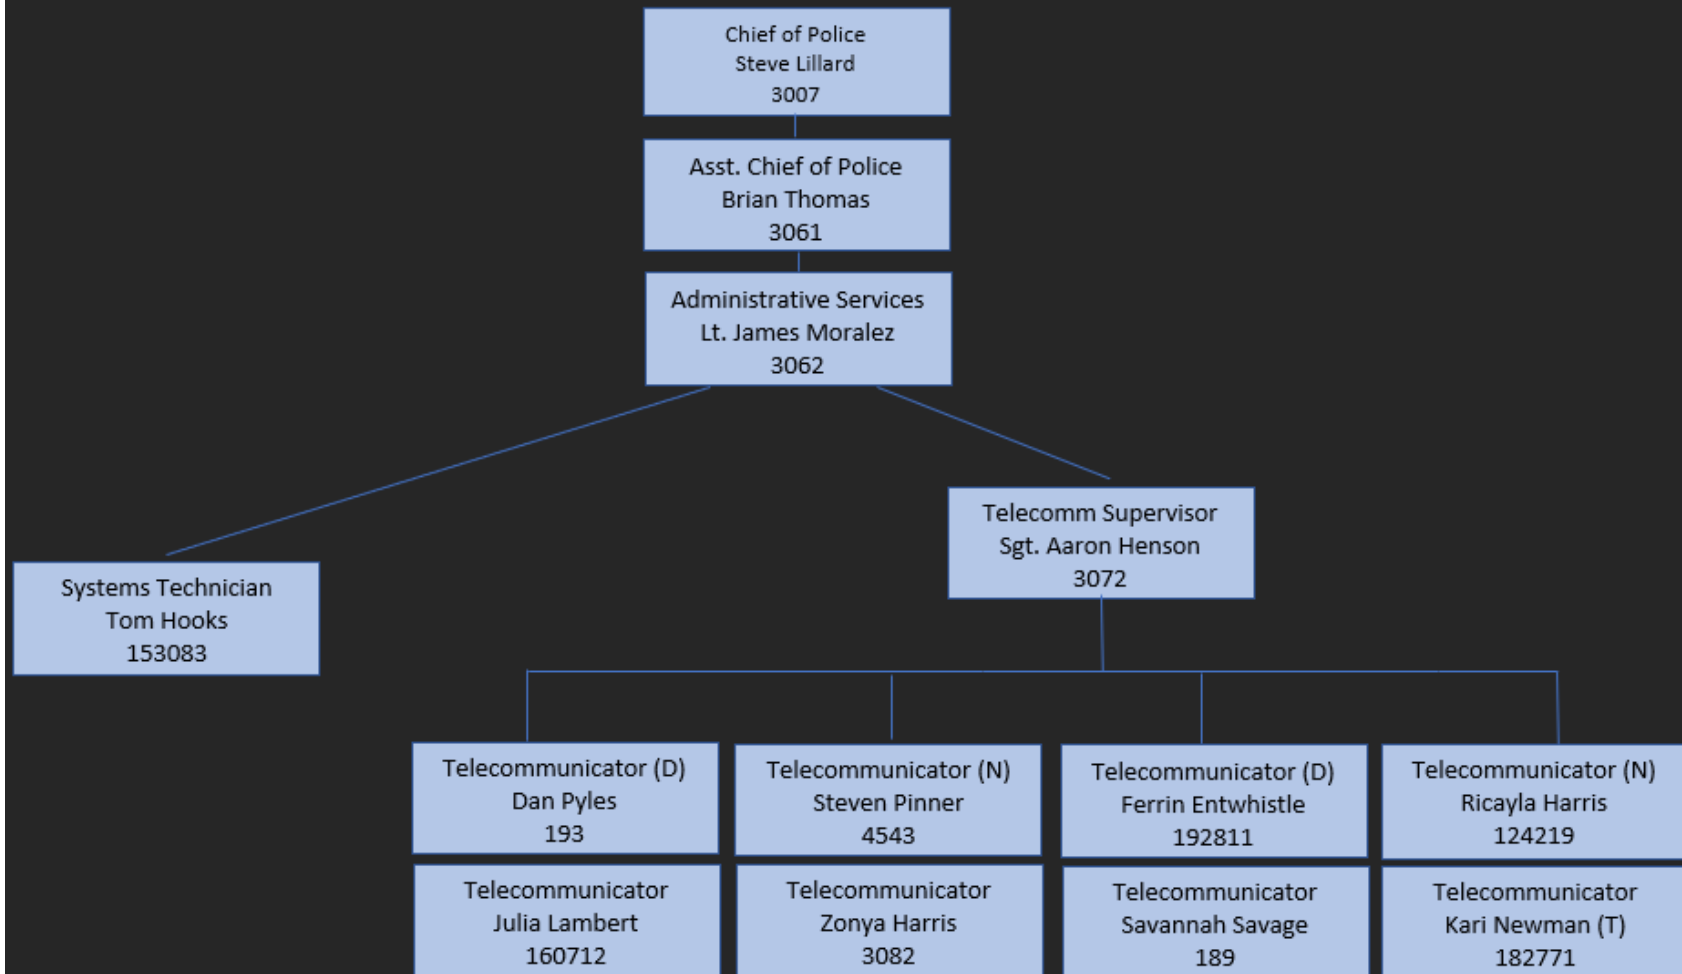 Chief of Police
Steve Lillard
3007
Asst. Chief of Police
Brian Thomas
3061
Administrative Services
Lt. James Moralez
3062
Telecomm Supervisor
Sgt. Aaron Henson
3072
Systems Technician
Tom Hooks
153083
Telecommunicator (D)
Dan Pyles
193
Telecommunicator (N)
Steven Pinner
4543
Telecommunicator (D)
Ferrin Entwhistle
192811
Telecommunicator (N)
Ricayla Harris
124219
Telecommunicator
Julia Lambert
160712
Telecommunicator
Zonya Harris
3082
Telecommunicator
Savannah Savage
189
Telecommunicator
Kari Newman (T)
182771